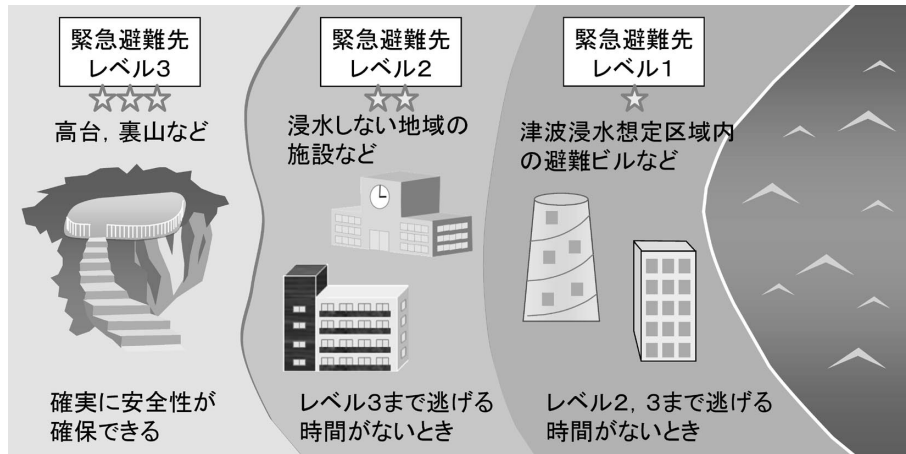 緊急避難先
レベル3
高台，裏山など
確実に安全性が
確保できる
緊急避難先
レベル2
浸水しない地域の
施設など
レベル3まで逃げる
時間がないとき
緊急避難先
レベル1
津波浸水想定区域内
の避難ビルなど
レベル2，3まで逃げる
時間がないとき